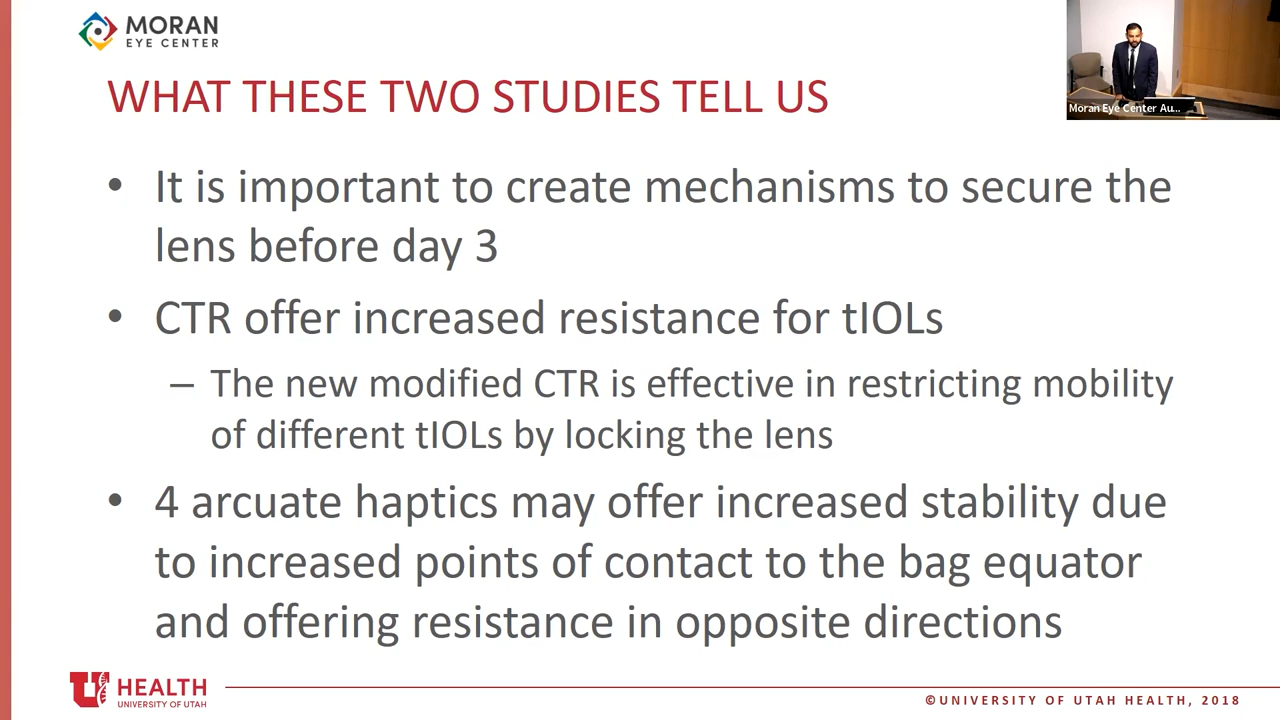 MORAN
EYE CENTER
Moran Eye Center Au...
WHAT THESE TWO STUDIES TELL US
• It is important to create mechanisms to secure the
lens before day 3
• CTR offer increased resistance for tIOLs
– The new modified CTR is effective in restricting mobility
of different tIOLs by locking the lens
• 4 arcuate haptics may offer increased stability due
to increased points of contact to the bag equator
and offering resistance in opposite directions
U HEALTH
UNIVERSITY OF UTAH
©UNIVERSITY OF UTAH HEALTH, 2018